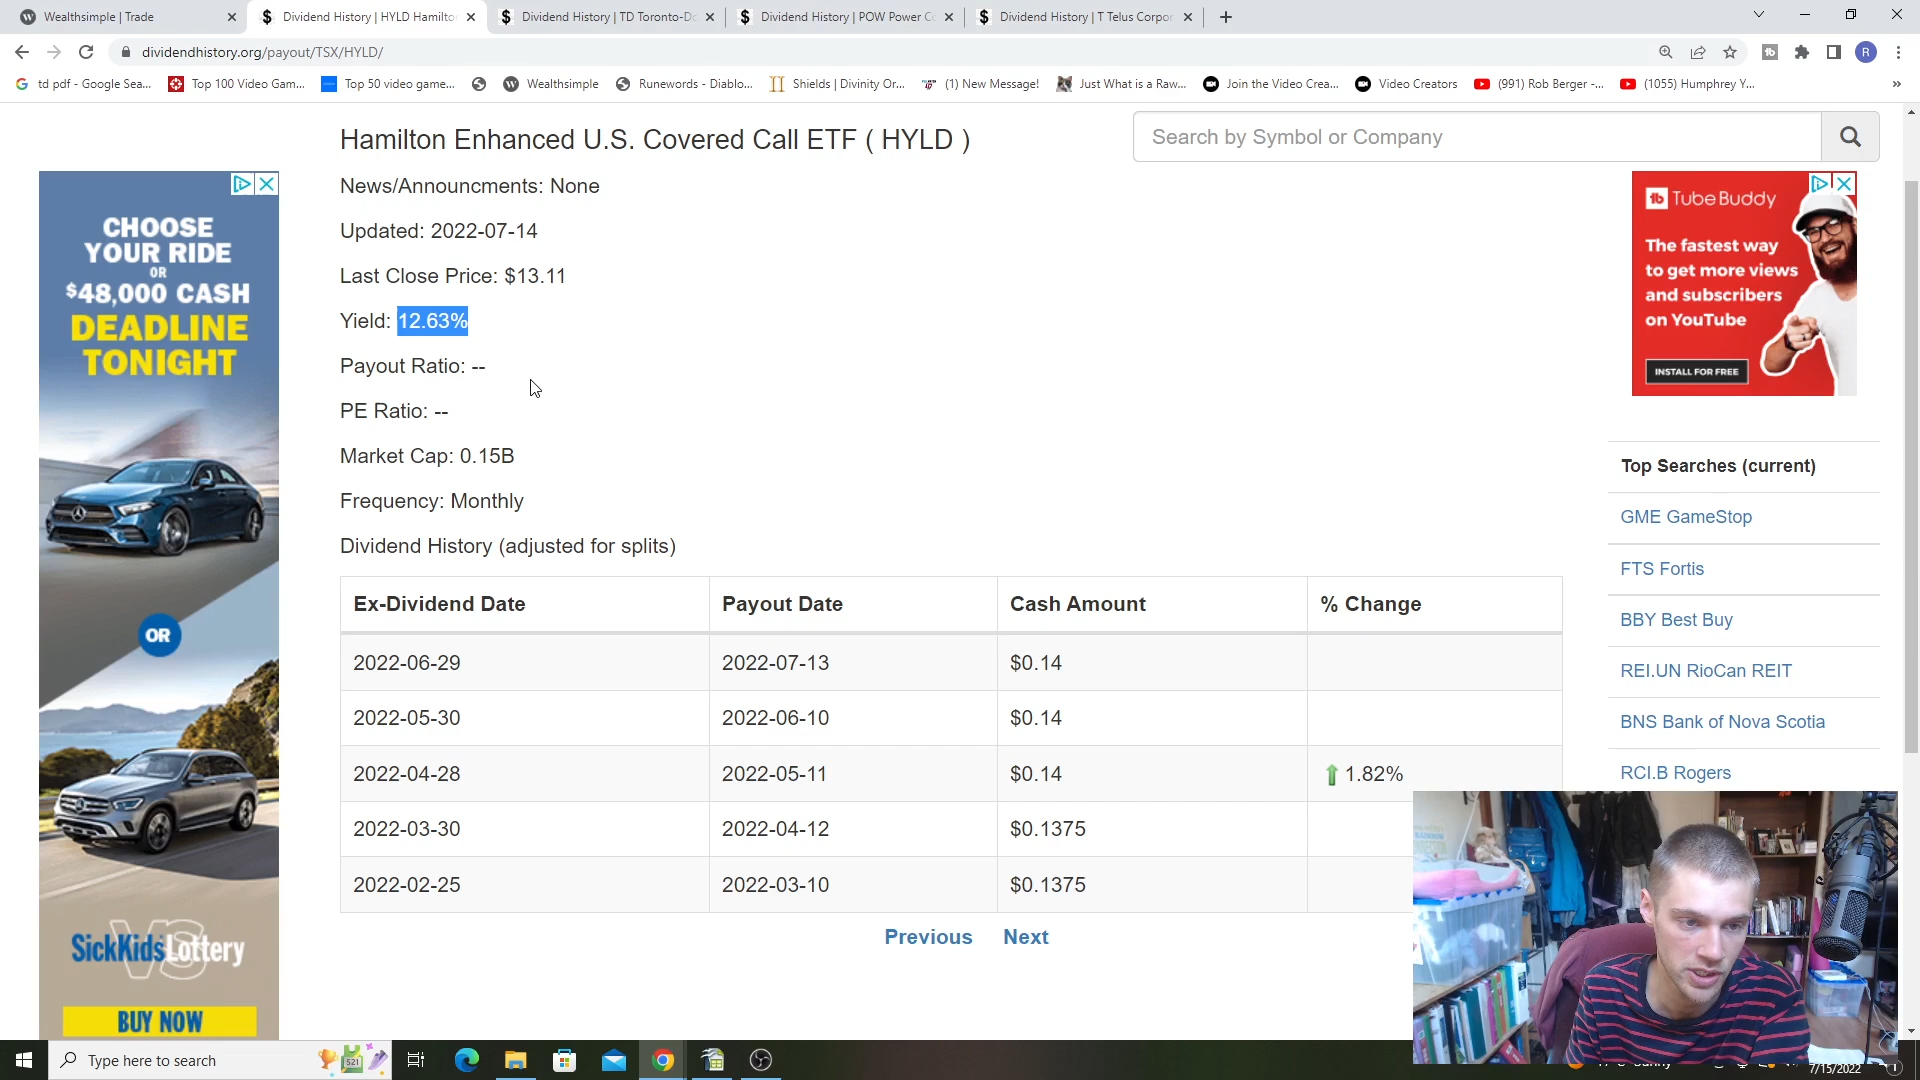 Wealthsimple | Trade
Dividend History | HYLD Hamilto
Dividend History | TD Toronto-Do
Dividend History | POW Power Co
Dividend History | T Telus Corpor
dividendhistory.org/payout/TSX/HYLD/
R
td pdf - Google Sea...
Top 100 Video Gam...
Top 50 video game...
Wealthsimple
Runewords - Diablo...
Shields | Divinity Or...
(1) New Message!
Just What is a Raw...
Join the Video Crea...
Video Creators
(991) Rob Berger -...
(1055) Humphrey Y...
»
Hamilton Enhanced U.S. Covered Call ETF ( HYLD )
Search by Symbol or Company
News/Announcments: None
Updated: 2022-07-14
Last Close Price: $13.11
Yield: 12.63%
Payout Ratio: --
PE Ratio: --
Market Cap: 0.15B
Frequency: Monthly
Dividend History (adjusted for splits)
Ex-Dividend Date Payout Date Cash Amount % Change
2022-06-29 2022-07-13 $0.14
2022-05-30 2022-06-10 $0.14
2022-04-28 2022-05-11 $0.14 1.82%
2022-03-30 2022-04-12 $0.1375
2022-02-25 2022-03-10 $0.1375
Previous Next
CHOOSE
YOUR RIDE
OR
$48,000 CASH
DEADLINE
TONIGHT
OR
VS
SickKidsLottery
BUY NOW
TubeBuddy
The fastest way
to get more views
and subscribers
on YouTube
INSTALL FOR FREE
Top Searches (current)
GME GameStop
FTS Fortis
BBY Best Buy
REI.UN RioCan REIT
BNS Bank of Nova Scotia
RCI.B Rogers
Type here to search
7/15/2022